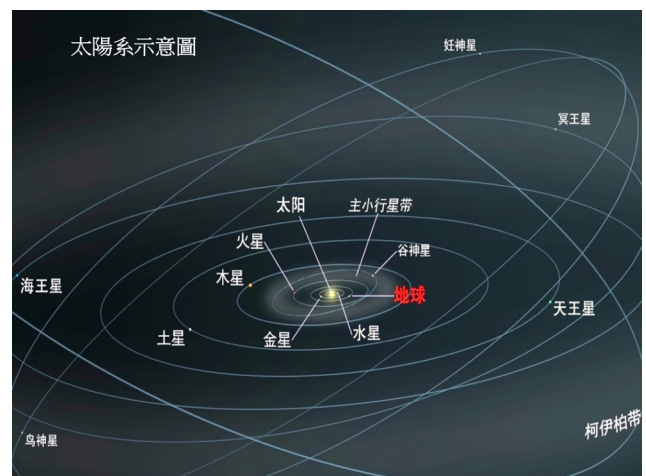 太陽系示意圖
妊神星
冥王星
太阳
主小行星带
火星
谷神星
木星
海王星
地球
天王星
土星
金星
水星
柯伊柏带
鸟神星